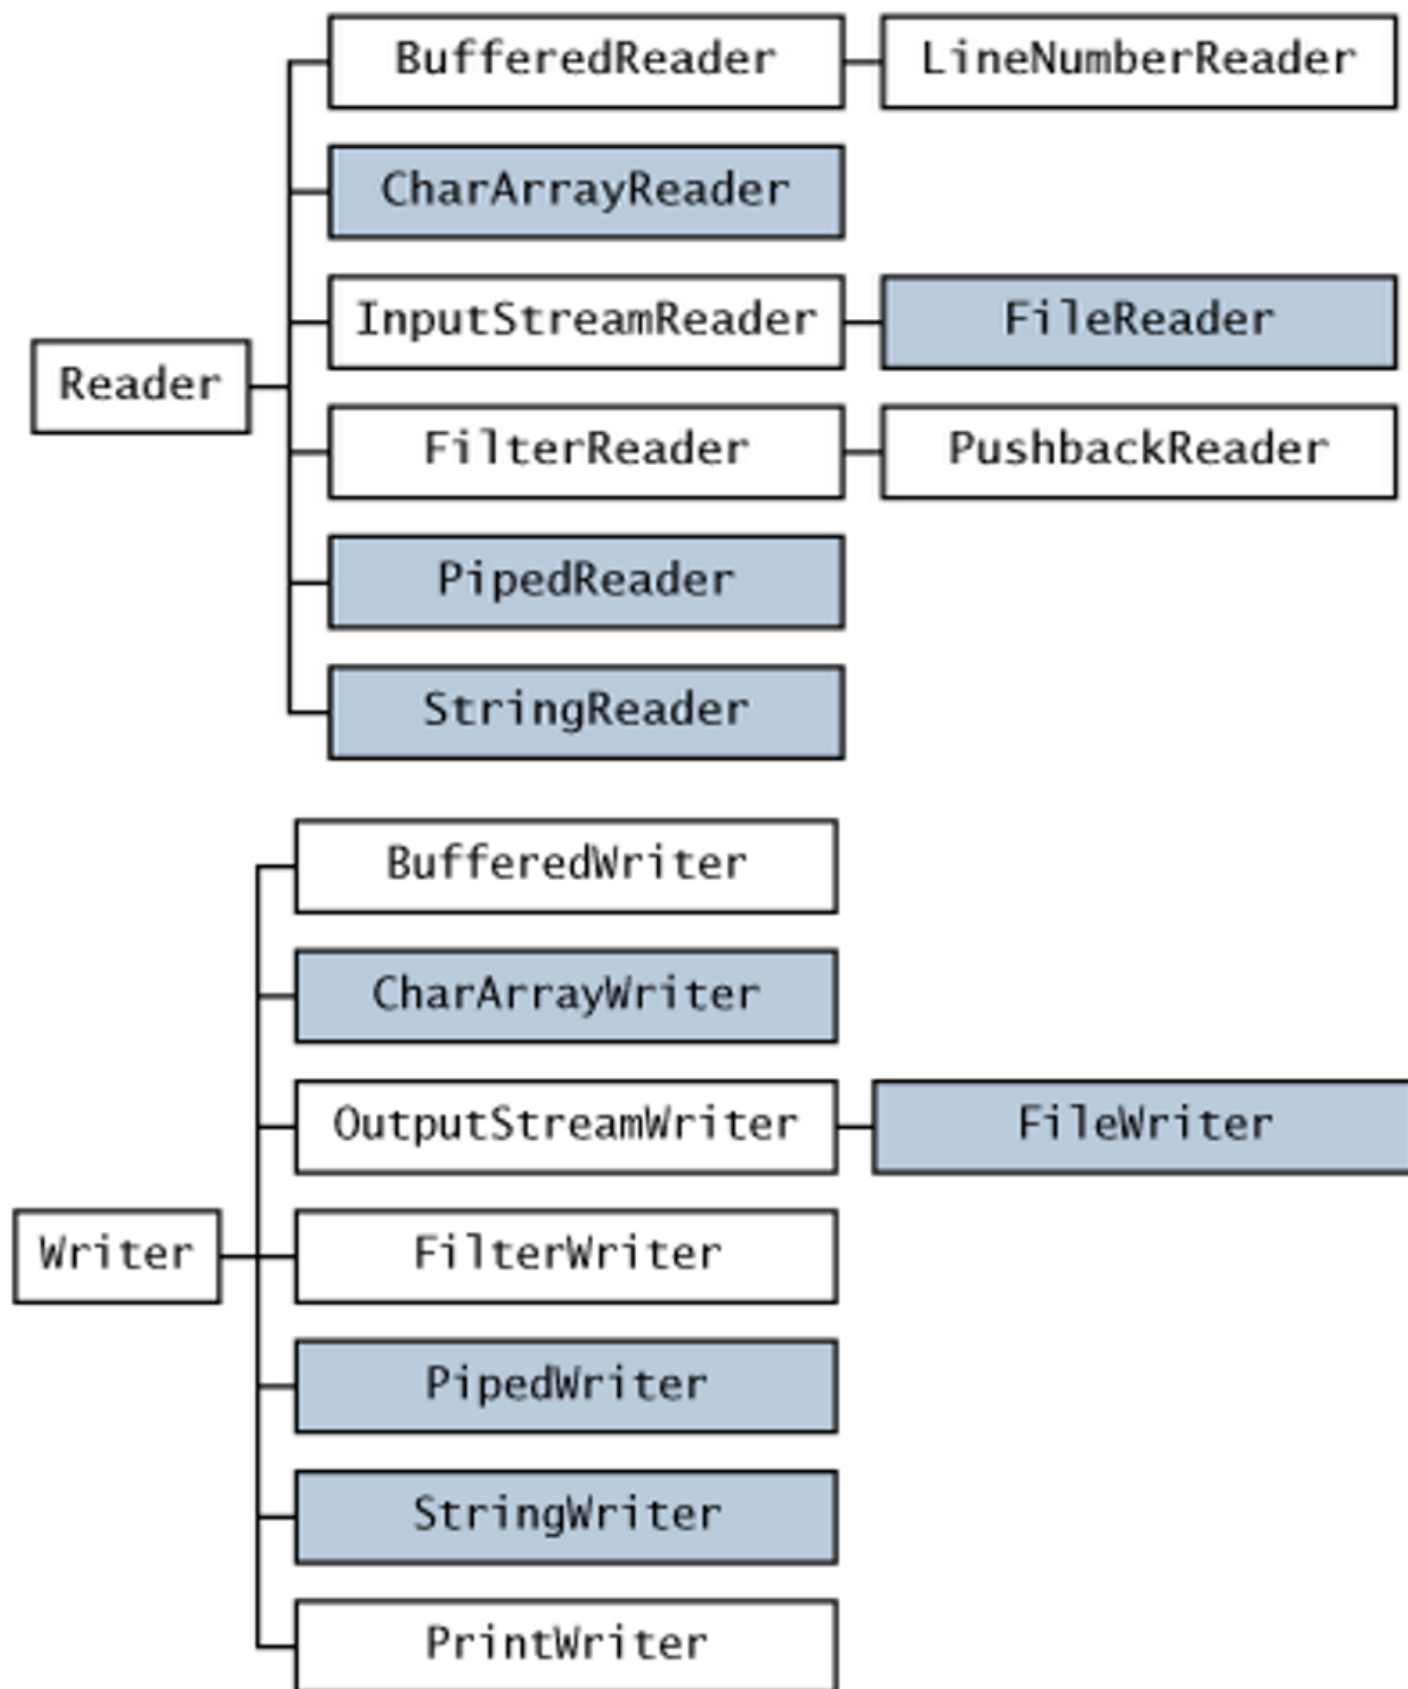 BufferedReader
LineNumberReader
CharArrayReader
InputStreamReader
FileReader
Reader
FilterReader
PushbackReader
PipedReader
StringReader
BufferedWriter
CharArrayWriter
OutputStreamWriter
FileWriter
Writer
FilterWriter
PipedWriter
StringWriter
PrintWriter